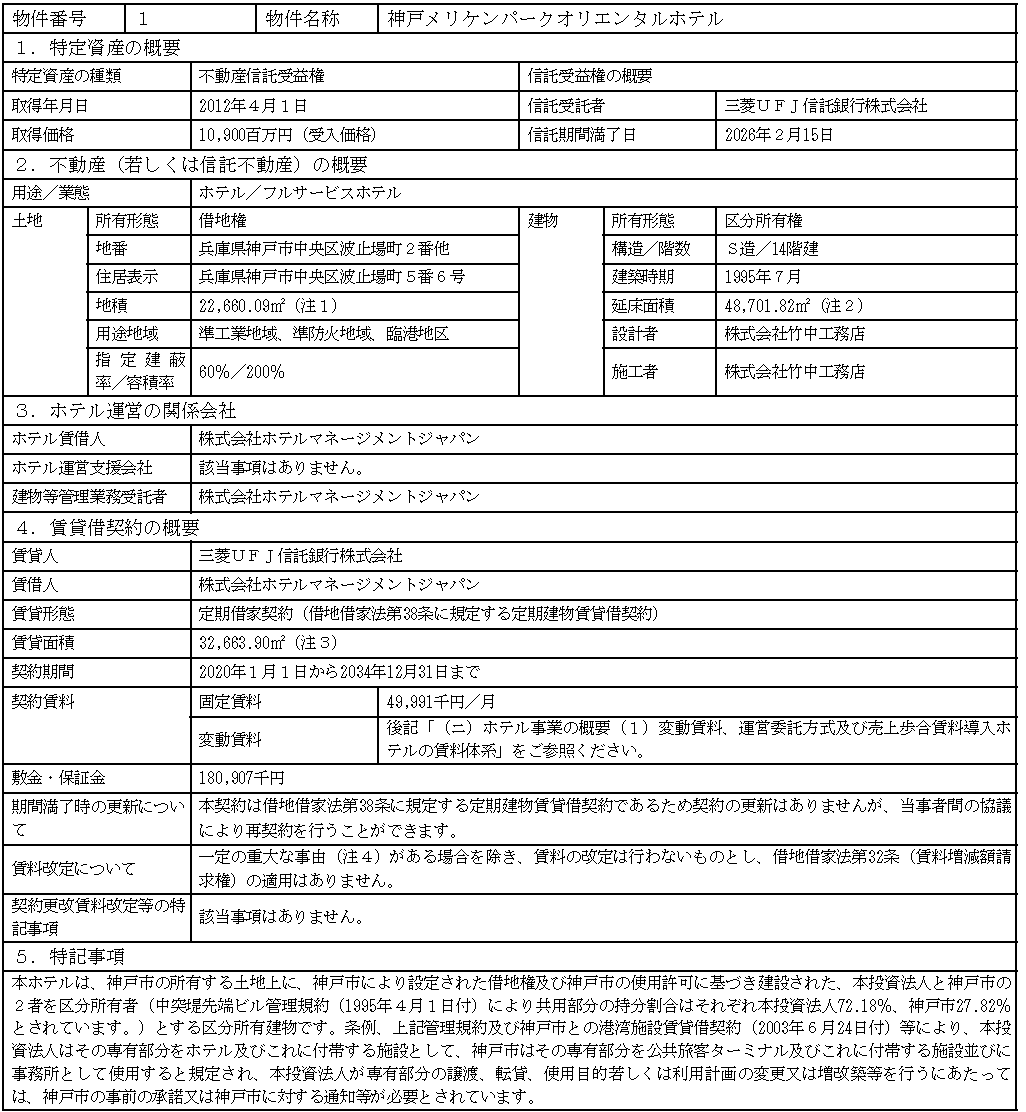 物件番号 1 物件名称 神戸メリケンパークオリエンタルホテル
1．特定資産の概要
特定資産の種類 不動産信託受益権 信託受益権の概要
取得年月日 2012年４月１日 信託受託者 三菱ＵＦＪ信託銀行株式会社
取得価格 10,900百万円（受入価格） 信託期間満了日 2026年２月15日
2．不動産（若しくは信託不動産）の概要
用途／業態 ホテル／フルサービスホテル
土地 所有形態 借地権 建物 所有形態 区分所有権
地番 兵庫県神戸市中央区波止場町２番他 構造／階数 Ｓ造／14階建
住居表示 兵庫県神戸市中央区波止場町５番６号 建築時期 1995年７月
地積 22,660.09㎡（注１） 延床面積 48,701.82㎡（注２）
用途地域 準工業地域、準防火地域、臨港地区 設計者 株式会社竹中工務店
指定建蔽
率／容積率 60％／200％ 施工者 株式会社竹中工務店
3．ホテル運営の関係会社
ホテル賃借人 株式会社ホテルマネージメントジャパン
ホテル運営支援会社 該当事項はありません。
建物等管理業務受託者 株式会社ホテルマネージメントジャパン
4．賃貸借契約の概要
賃貸人 三菱ＵＦＪ信託銀行株式会社
賃借人 株式会社ホテルマネージメントジャパン
賃貸形態 定期借家契約（借地借家法第38条に規定する定期建物賃貸借契約）
賃貸面積 32,663.90㎡（注３）
契約期間 2020年１月１日から2034年12月31日まで
契約賃料 固定賃料 49,991千円／月
変動賃料 後記「（ニ）ホテル事業の概要（１）変動賃料、運営委託方式及び売上歩合賃料導入ホ
テルの賃料体系」をご参照ください。
敷金・保証金 180,907千円
期間満了時の更新につい
て 本契約は借地借家法第38条に規定する定期建物賃貸借契約であるため契約の更新はありませんが、当事者間の協議
により再契約を行うことができます。
賃料改定について 一定の重大な事由（注４）がある場合を除き、賃料の改定は行わないものとし、借地借家法第32条（賃料増減額請
求権）の適用はありません。
契約更改賃料改定等の特
記事項 該当事項はありません。
5．特記事項
本ホテルは、神戸市の所有する土地上に、神戸市により設定された借地権及び神戸市の使用許可に基づき建設された、本投資法人と神戸市の
２者を区分所有者（中突堤先端ビル管理規約（1995年４月１日付）により共用部分の持分割合はそれぞれ本投資法人72.18％、神戸市27.82％
とされています。）とする区分所有建物です。条例、上記管理規約及び神戸市との港湾施設賃貸借契約（2003年６月24日付）等により、本投
資法人はその専有部分をホテル及びこれに付帯する施設として、神戸市はその専有部分を公共旅客ターミナル及びこれに付帯する施設並びに
事務所として使用すると規定され、本投資法人が専有部分の譲渡、転貸、使用目的若しくは利用計画の変更又は増改築等を行うにあたって
は、神戸市の事前の承諾又は神戸市に対する通知等が必要とされています。